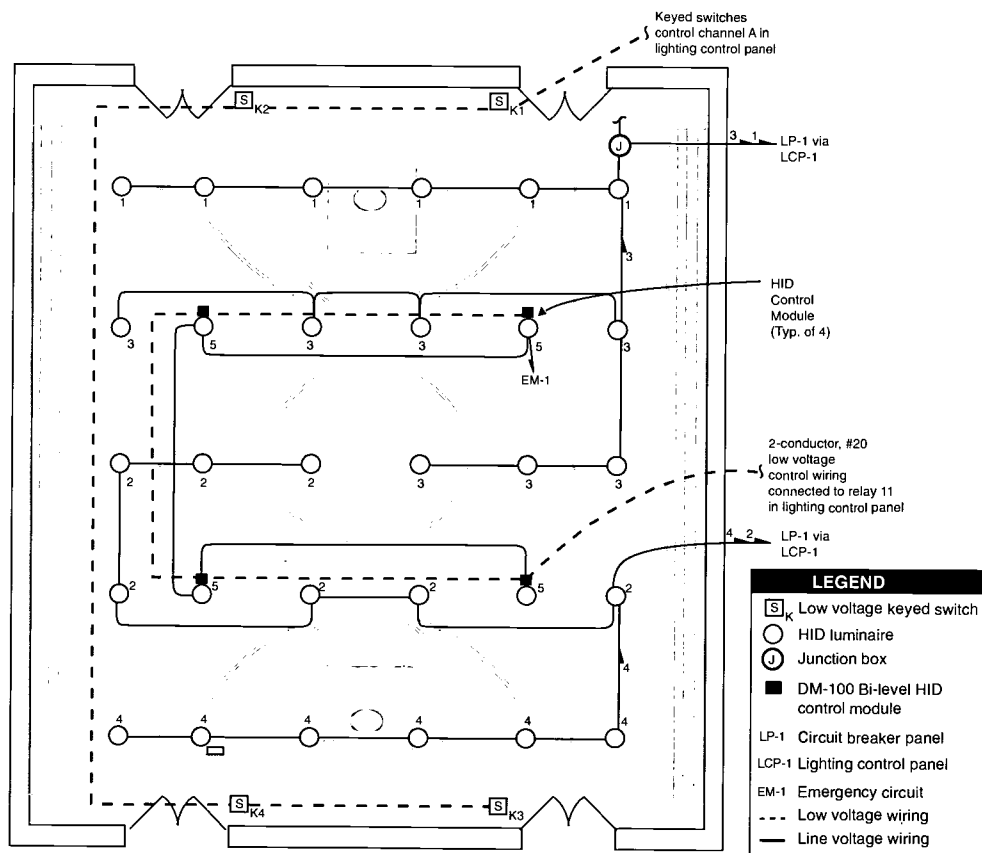 Keyed switches
control channel A in
lighting control panel
S K2
S K1
3 1
LP-1 via
LCP-1
J
1 1 1 1 1 1
3
HID
Control
Module
(Typ. of 4)
3 5 3 3 5 3
EM-1
2-conductor, #20
low voltage
control wiring
connected to relay 11
in lighting control panel
2 2 2 3 3 3
4 2
LP-1 via
LCP-1
2 5 2 2 5 2
4
4 4 4 4 4 4
S K4
S K3
LEGEND
S K Low voltage keyed switch
HID luminaire
J Junction box
DM-100 Bi-level HID
control module
LP-1 Circuit breaker panel
LCP-1 Lighting control panel
EM-1 Emergency circuit
Low voltage wiring
Line voltage wiring